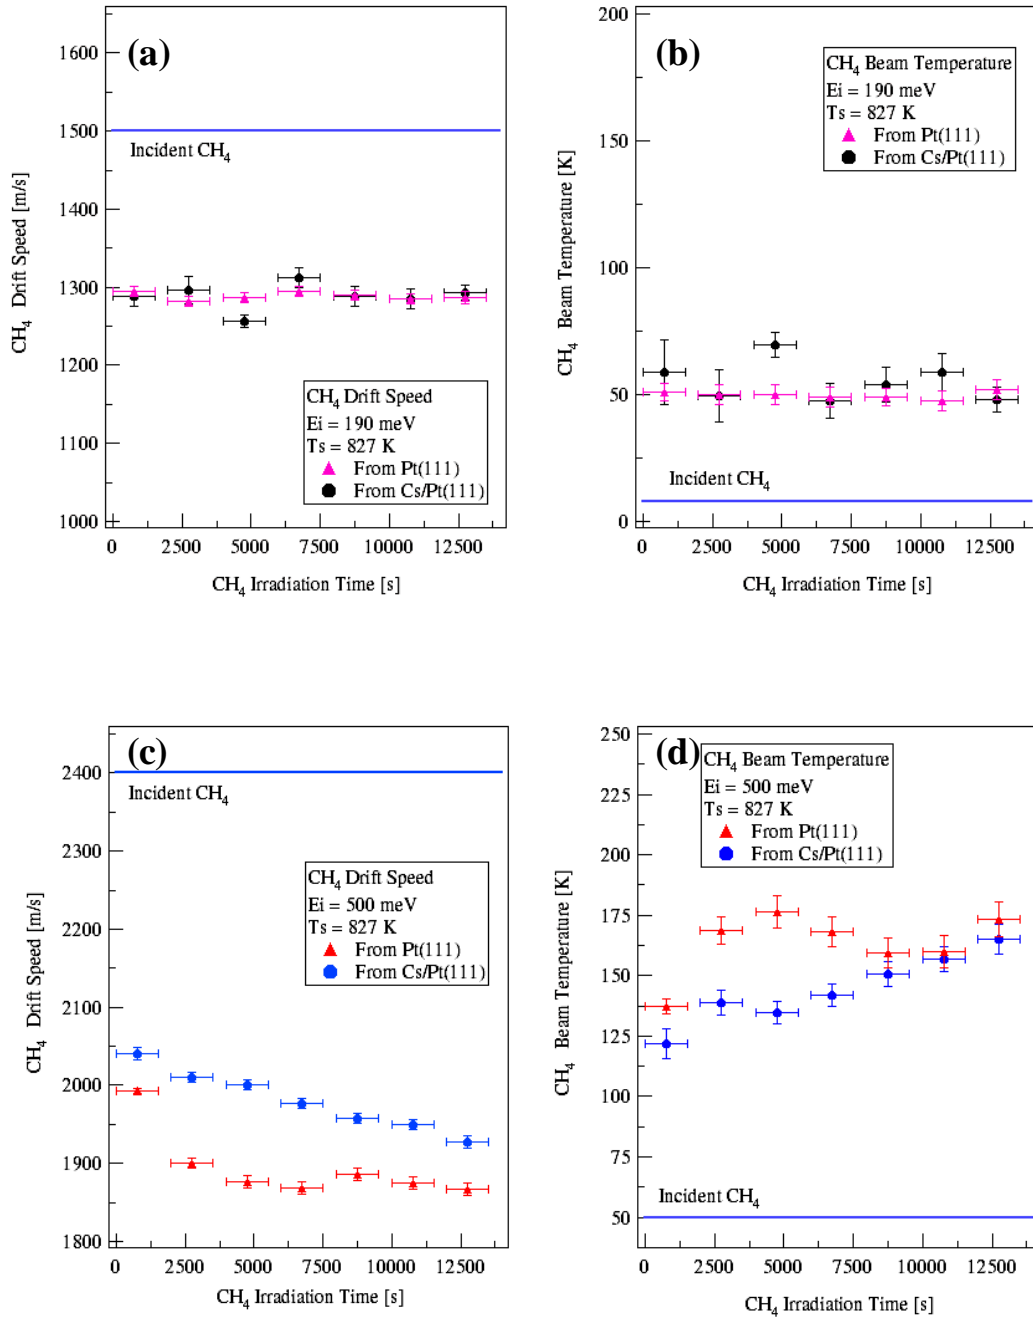 (a)
1600
1500
1400
1300
1200
1100
1000
Incident CH4
CH4 Drift Speed [m/s]
CH4 Drift Speed
Ei = 190 meV
Ts = 827 K
From Pt(111)
From Cs/Pt(111)
0 2500 5000 7500 10000 12500
CH4 Irradiation Time [s]
(b)
200
150
100
50
0
CH4 Beam Temperature [K]
CH4 Beam Temperature
Ei = 190 meV
Ts = 827 K
From Pt(111)
From Cs/Pt(111)
Incident CH4
0 2500 5000 7500 10000 12500
CH4 Irradiation Time [s]
(c)
2400
2300
2200
2100
2000
1900
1800
Incident CH4
CH4 Drift Speed [m/s]
CH4 Drift Speed
Ei = 500 meV
Ts = 827 K
From Pt(111)
From Cs/Pt(111)
0 2500 5000 7500 10000 12500
CH4 Irradiation Time [s]
(d)
250
225
200
175
150
125
100
75
50
CH4 Beam Temperature [K]
CH4 Beam Temperature
Ei = 500 meV
Ts = 827 K
From Pt(111)
From Cs/Pt(111)
Incident CH4
0 2500 5000 7500 10000 12500
CH4 Irradiation Time [s]